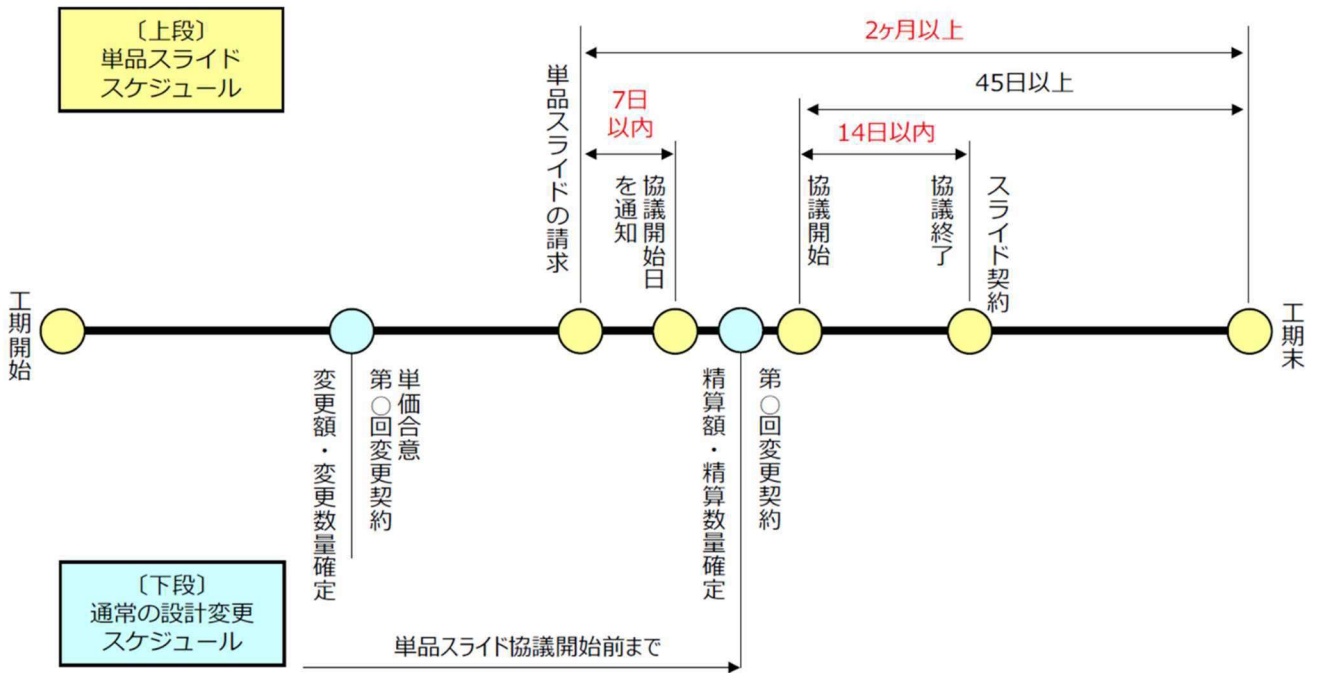 〔上段〕
単品スライド
スケジュール
2ヶ月以上
45日以上
7日
以内
14日以内
単品スライドの請求
協議開始日
を通知
協議開始
協議終了
スライド契約
工期開始
工期末
変更額・変更数量確定
単価合意
第○回変更契約
精算額・精算数量確定
第○回変更契約
〔下段〕
通常の設計変更
スケジュール
単品スライド協議開始前まで